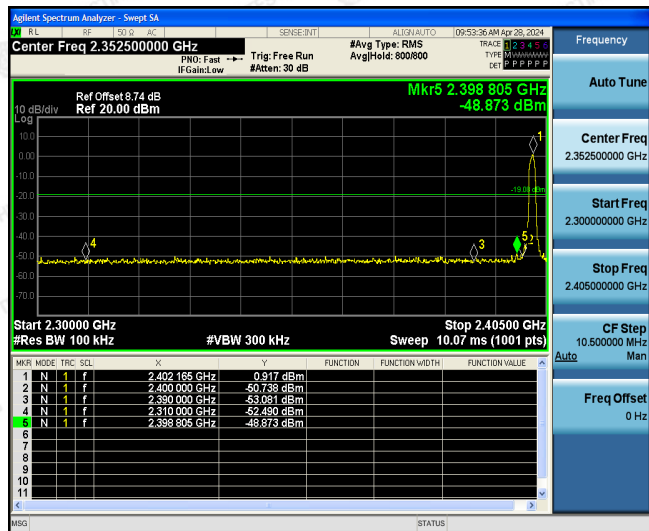 Agilent Spectrum Analyzer - Swept SA
RL RF 50 Ω AC SENSE:INT ALIGN AUTO 09:53:36 AM Apr 28, 2024
Center Freq 2.352500000 GHz
PNO: Fast
IFGain:Low
Trig: Free Run
#Atten: 30 dB
#Avg Type: RMS
Avg|Hold: 800/800
TRACE 1 2 3 4 5 6
TYPE
DET P P P P P P
Ref Offset 8.74 dB
Ref 20.00 dBm
10 dB/div
Log
Mkr5 2.398 805 GHz
-48.873 dBm
10.0
0.00
-10.0
-20.0
-30.0
-40.0
-50.0
-60.0
-70.0
1
-19.08 dBm
4
3
5
2
Start 2.30000 GHz
#Res BW 100 kHz
#VBW 300 kHz
Stop 2.40500 GHz
Sweep 10.07 ms (1001 pts)
MKR MODE TRC SCL X Y FUNCTION FUNCTION WIDTH FUNCTION VALUE
1 N 1 f 2.402 165 GHz 0.917 dBm
2 N 1 f 2.400 000 GHz -50.738 dBm
3 N 1 f 2.390 000 GHz -53.081 dBm
4 N 1 f 2.310 000 GHz -52.490 dBm
5 N 1 f 2.398 805 GHz -48.873 dBm
6
7
8
9
10
11
MSG STATUS
Frequency
Auto Tune
Center Freq
2.352500000 GHz
Start Freq
2.300000000 GHz
Stop Freq
2.405000000 GHz
CF Step
10.500000 MHz
Auto Man
Freq Offset
0 Hz